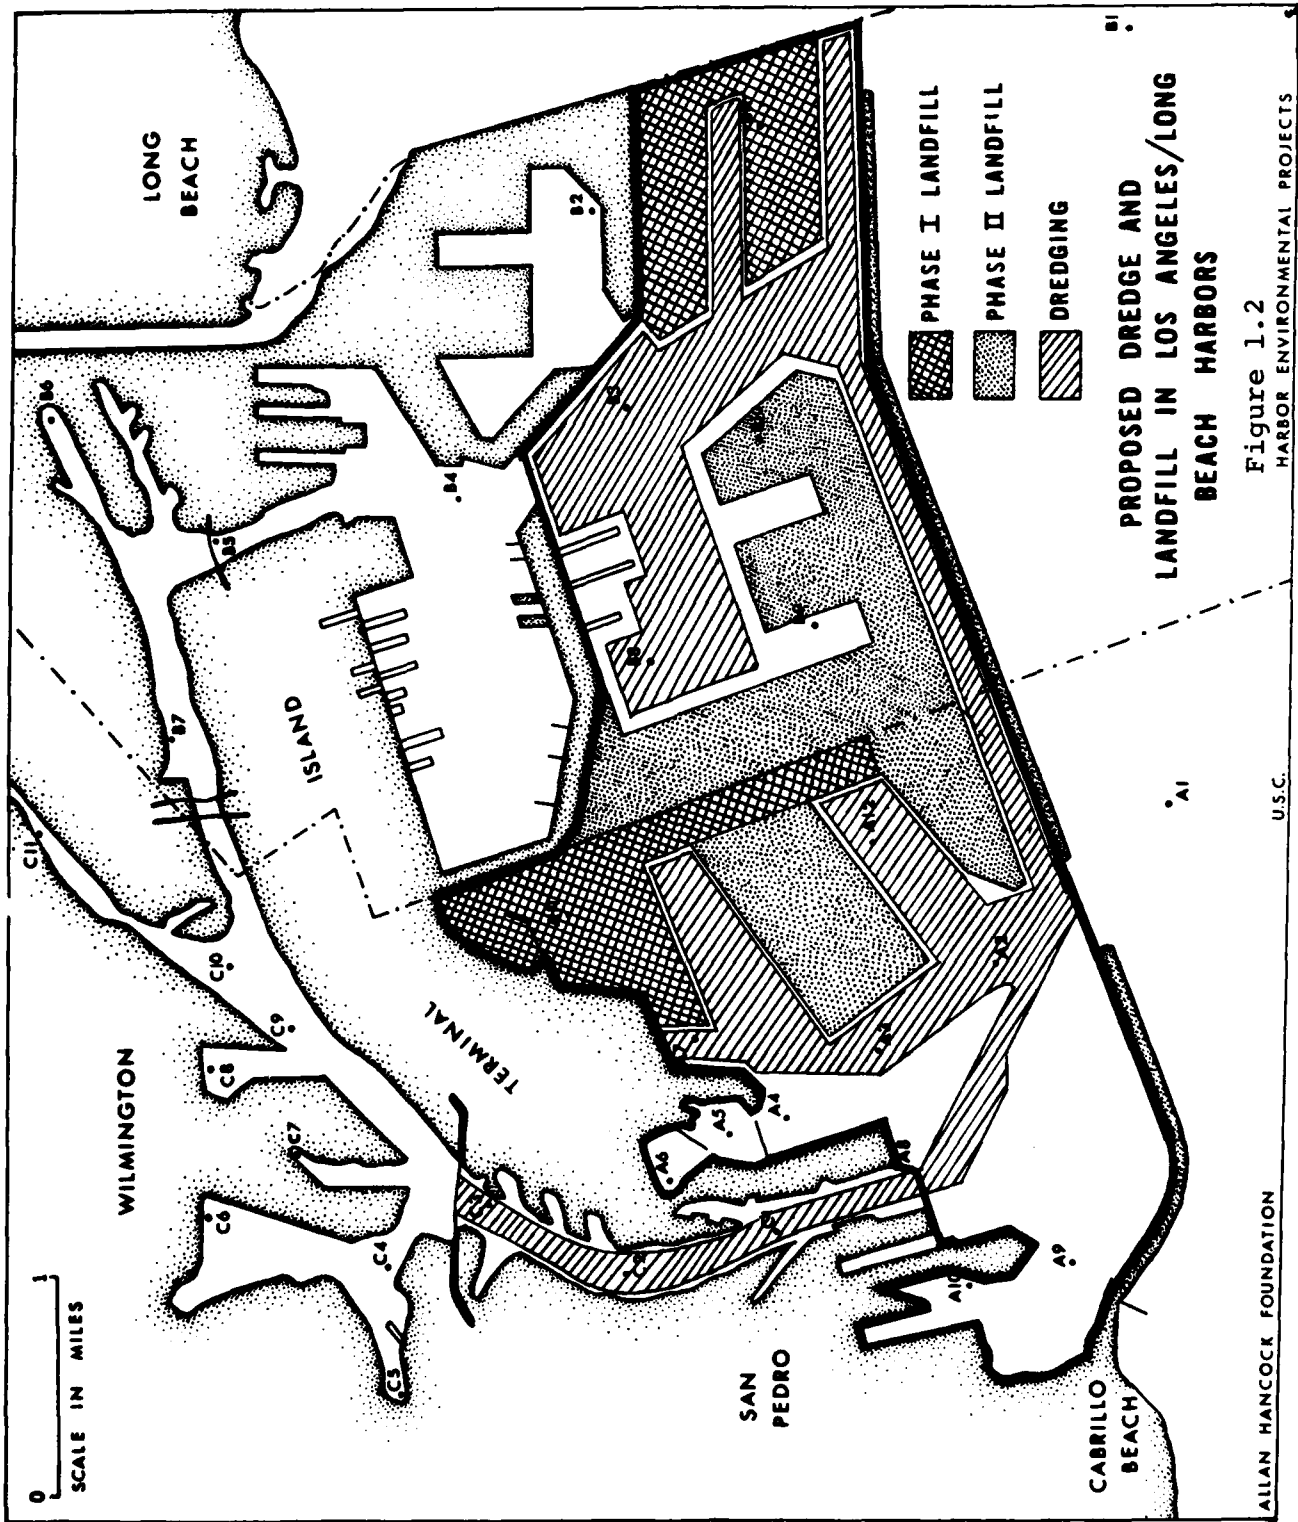 0 1
SCALE IN MILES
WILMINGTON
LONG
BEACH
TERMINAL
ISLAND
SAN
PEDRO
CABRILLO
BEACH
C11
C10
C9
C8
C7
C6
C4
C5
B7
B6
B5
B4
B2
B1
A1
A4
A5
A6
A8
A9
A10
PHASE I LANDFILL
PHASE II LANDFILL
DREDGING
PROPOSED DREDGE AND
LANDFILL IN LOS ANGELES/LONG
BEACH HARBORS
Figure 1.2
ALLAN HANCOCK FOUNDATION
U.S.C.
HARBOR ENVIRONMENTAL PROJECTS